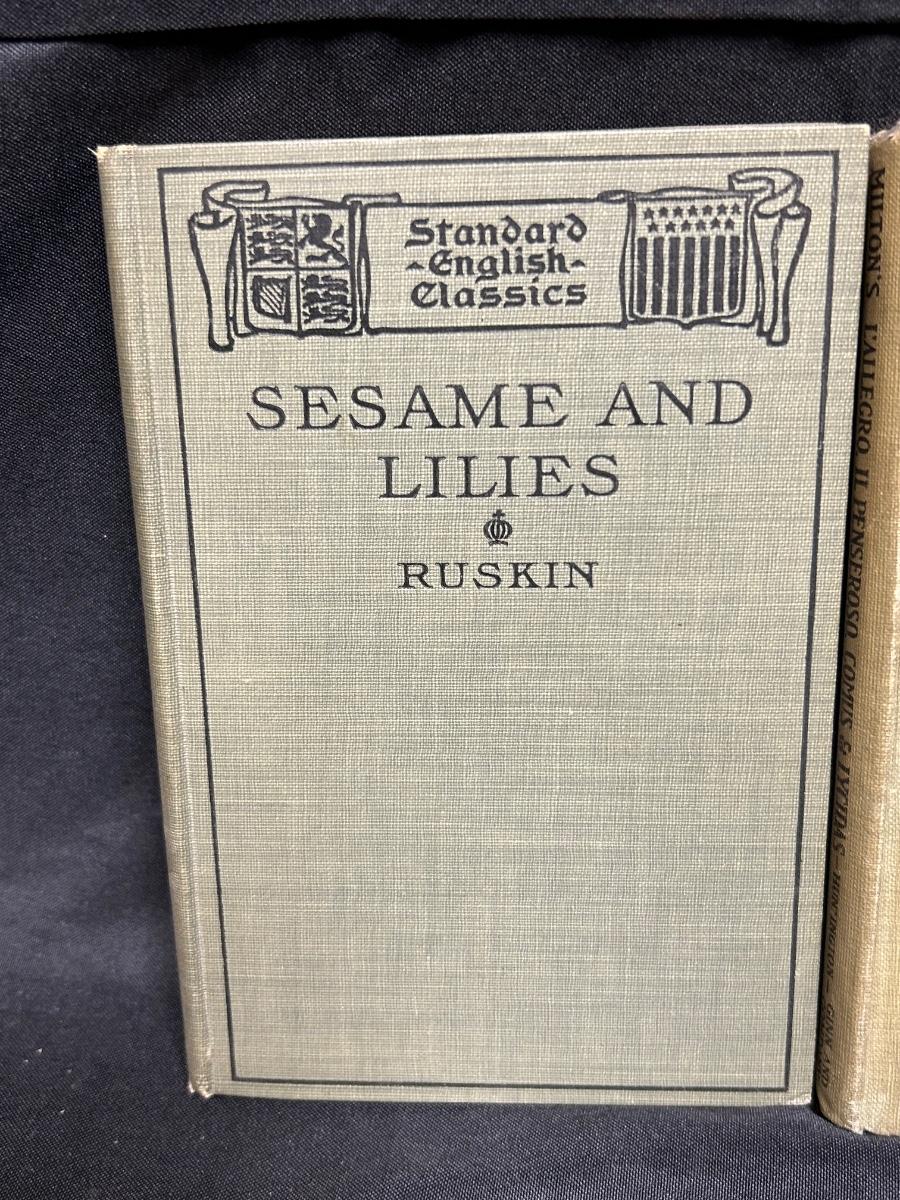 Standard
English
Classics
SESAME AND
LILIES
RUSKIN
MILTON'S L'ALLEGRO IL PENSEROSO COMUS & LYCIDAS HUNTINGTON – GINN AND